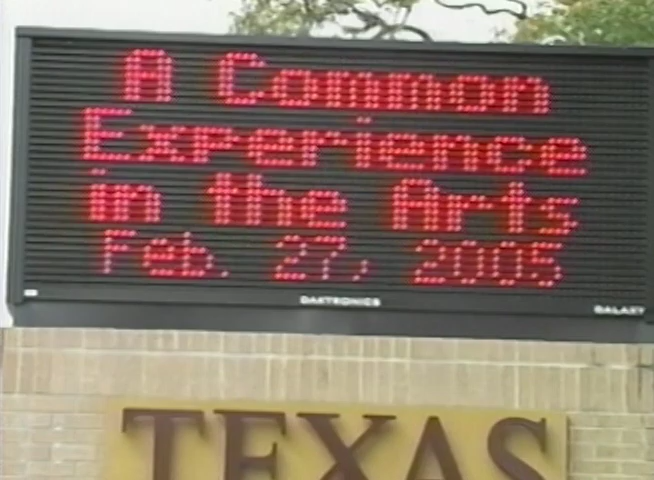 A Common
Experience
in the Arts
Feb. 27, 2005
DAKTRONICS
GALAXY
TEXAS